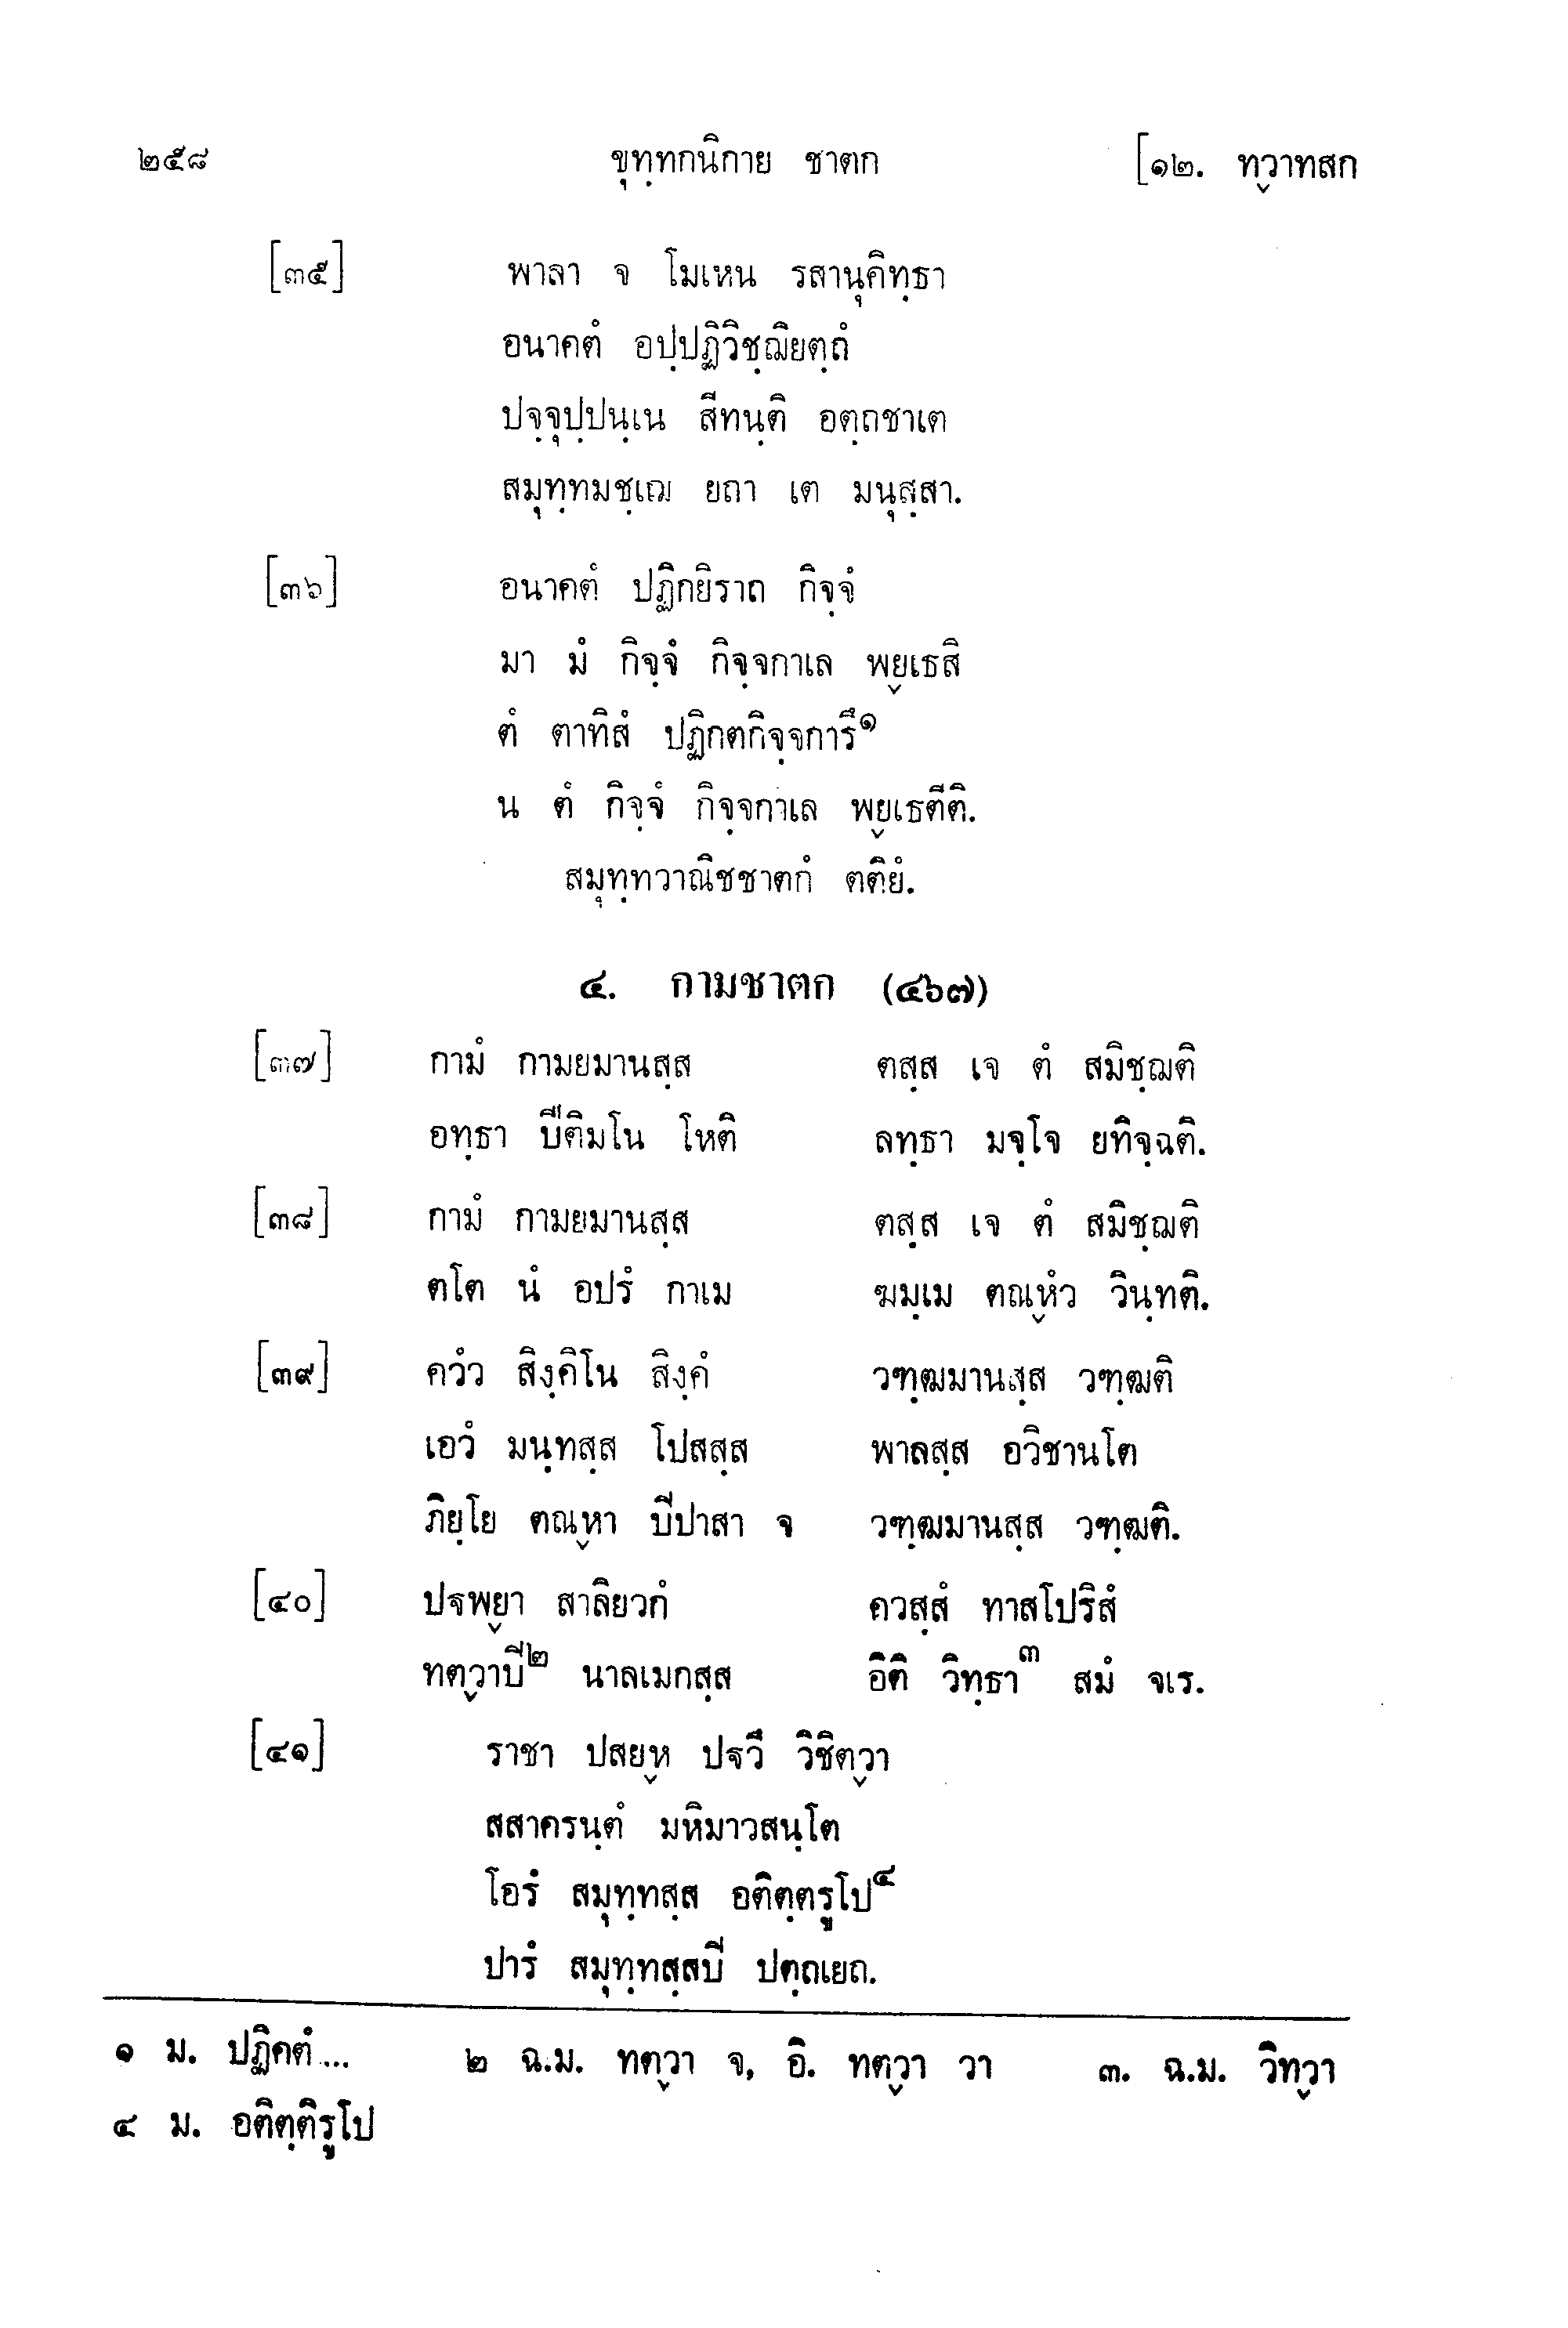 ๒๕๘ ขุทฺทกนิกาย ชาตก [๑๒. ทฺวาทสก
[๓๕] พาลา จ โมเหน รสานุคิทฺธา
อนาคตํ อปฺปฏิวิชฺฌิยตฺถํ
ปจฺจุปฺปนฺเน สีทนฺติ อตฺถชาเต
สมุทฺทมชฺเฌ ยถา เต มนุสฺสา.
[๓๖] อนาคตํ ปฏิกยิราถ กิจฺจํ
มา มํ กิจฺจํ กิจฺจกาเล พฺยเธสิ
ตํ ตาทิสํ ปฏิกตกิจฺจการึ๑
น ตํ กิจฺจํ กิจฺจกาเล พฺยเธตีติ.
สมุทฺทวาณิชชาตกํ ตติยํ.
๔. กามชาตก (๔๖๗)
[๓๗] กามํ กามยมานสฺส ตสฺส เจ ตํ สมิชฺฌติ
อทฺธา ปีติมโน โหติ ลทฺธา มจฺโจ ยทิจฺฉติ.
[๓๘] กามํ กามยมานสฺส ตสฺส เจ ตํ สมิชฺฌติ
ตโต นํ อปรํ กาเม ฆมฺเม ตณฺหํว วินฺทติ.
[๓๙] ควํว สิงฺคิโน สิงฺคํ วฑฺฒมานสฺส วฑฺฒติ
เอวํ มนฺทสฺส โปสสฺส พาลสฺส อวิชานโต
ภิยฺโย ตณฺหา ปิปาสา จ วฑฺฒมานสฺส วฑฺฒติ.
[๔๐] ปฐพฺยา สาลิยวกํ ควสฺสํ ทาสโปริสํ
ทตฺวาปิ๒ นาลเมกสฺส อิติ วิทฺธา๓ สมํ จเร.
[๔๑] ราชา ปสยฺห ปฐวึ วิชิตฺวา
สสาครนฺตํ มหิมาวสนฺโต
โอรํ สมุทฺทสฺส อติตฺตรูโป๔
ปารํ สมุทฺทสฺสปิ ปตฺถเยถ.
๑ ม. ปฏิคตํ... ๒ ฉ.ม. ทตฺวา จ, อิ. ทตฺวา วา ๓. ฉ.ม. วิทฺวา
๔ ม. อติตฺติรูโป